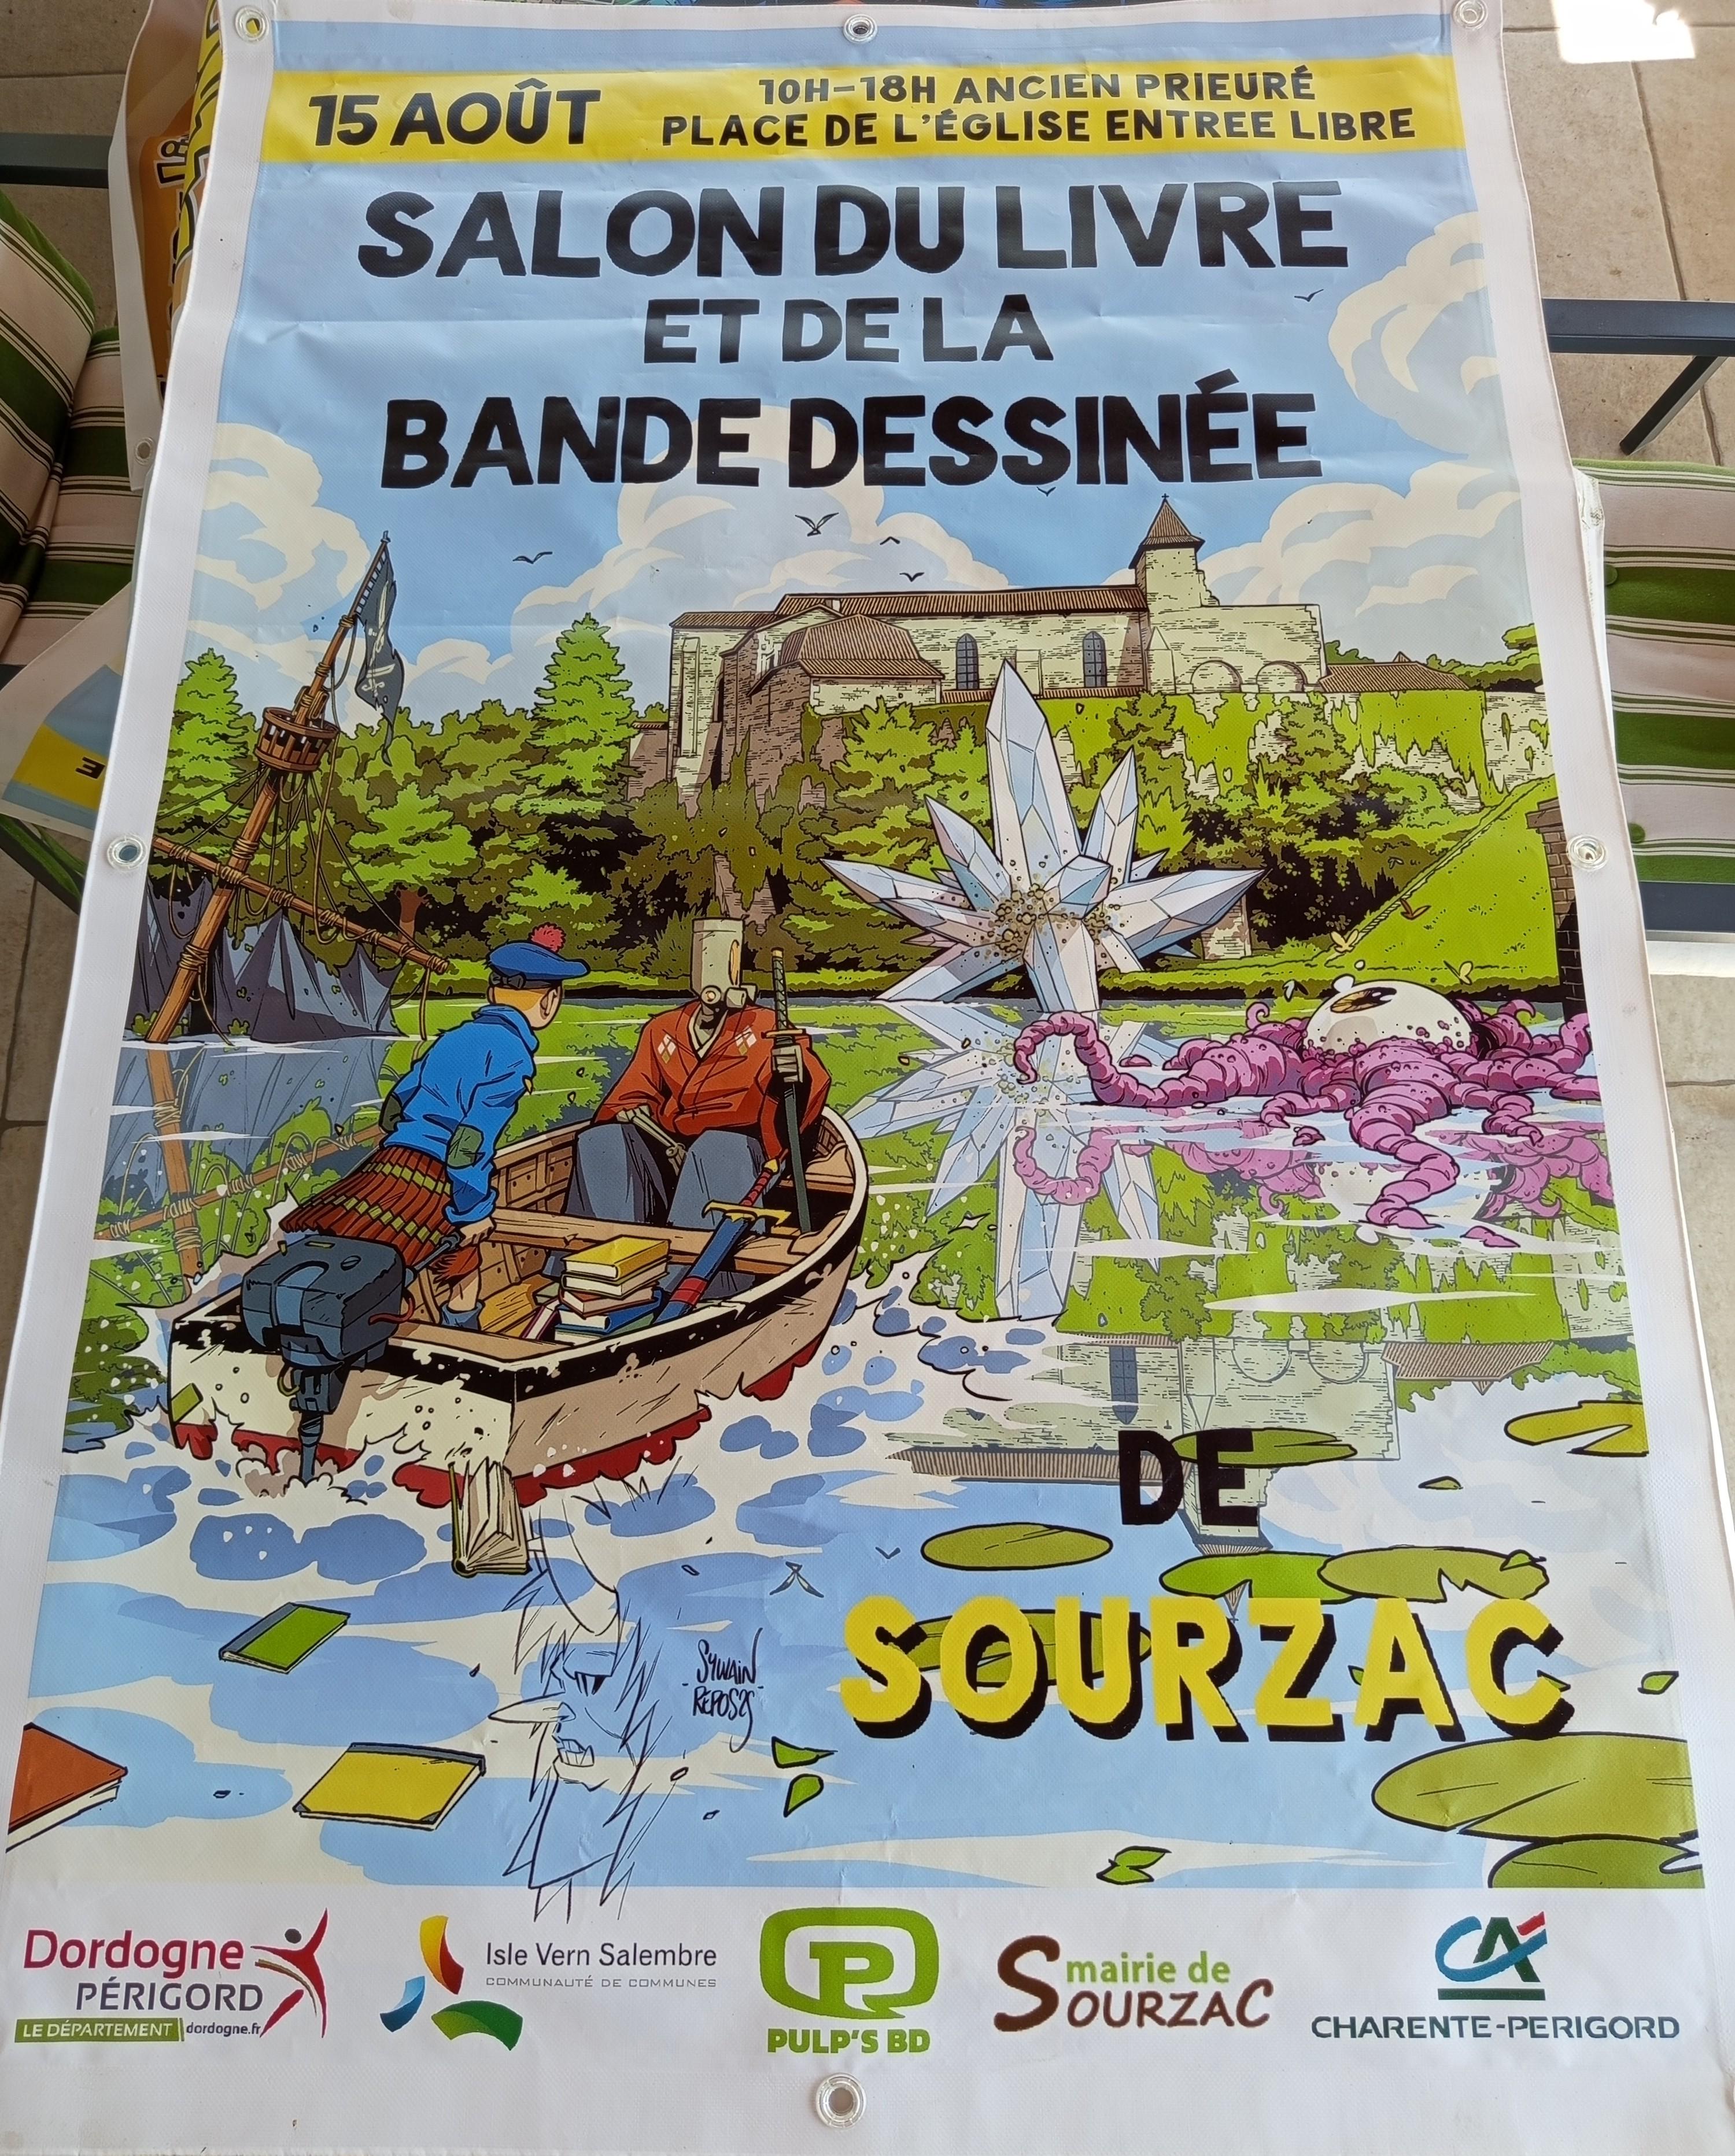 15 AOÛT
10H-18H ANCIEN PRIEURÉ
PLACE DE L'ÉGLISE ENTREE LIBRE
SALON DU LIVRE
ET DE LA
BANDE DESSINÉE
DE
SOURZAC
SYLVAIN
REPOS
Dordogne
PÉRIGORD
LE DÉPARTEMENT dordogne.fr
Isle Vern Salembre
COMMUNAUTÉ DE COMMUNES
P
PULP'S BD
mairie de
SOURZAC
CA
CHARENTE-PERIGORD